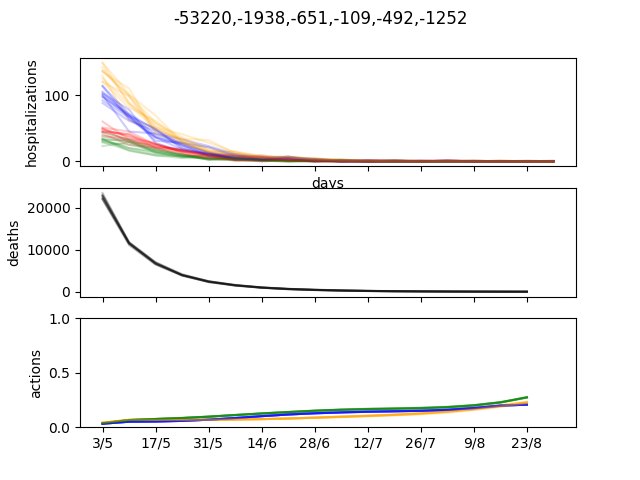 -53220,-1938,-651,-109,-492,-1252
hospitalizations
100
0
days
deaths
20000
10000
0
actions
1.0
0.5
0.0
3/5 17/5 31/5 14/6 28/6 12/7 26/7 9/8 23/8